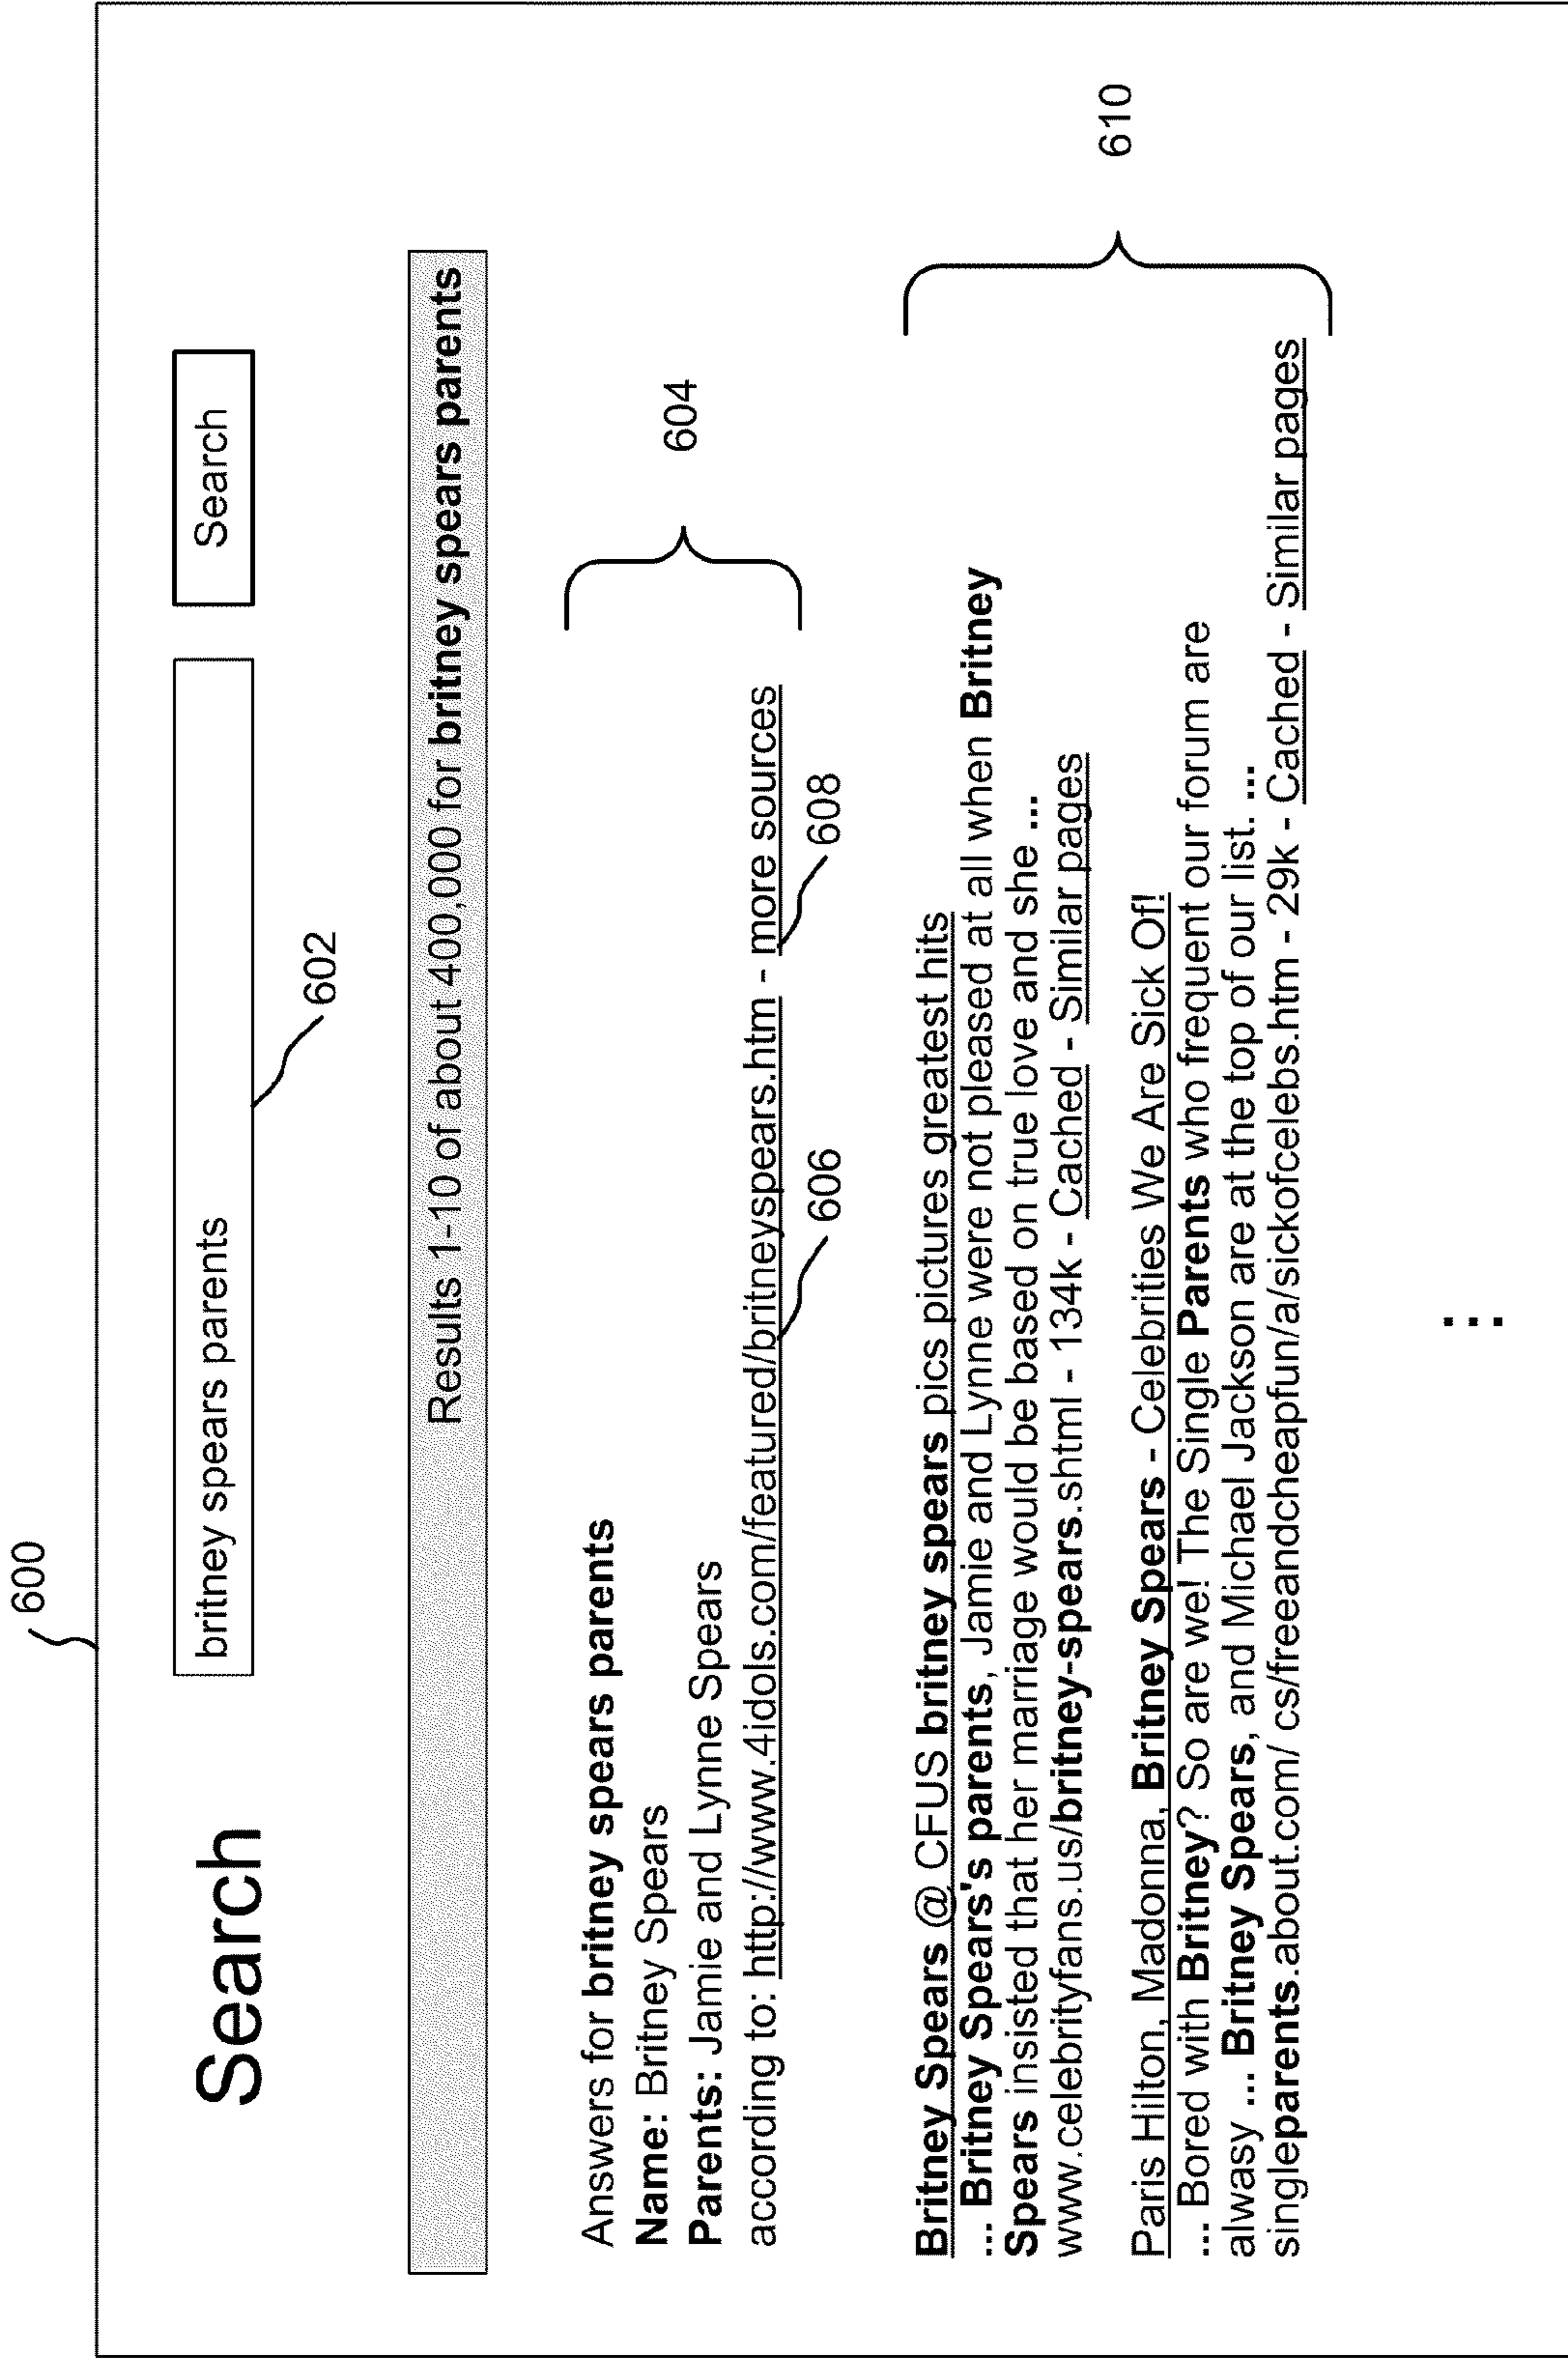 600
Search
britney spears parents
Search
602
Results 1-10 of about 400,000 for britney spears parents
Answers for britney spears parents
Name: Britney Spears
Parents: Jamie and Lynne Spears
according to: http://www.4idols.com/featured/britneyspears.htm - more sources
604
606
608
Britney Spears @ CFUS britney spears pics pictures greatest hits
... Britney Spears's parents, Jamie and Lynne were not pleased at all when Britney
Spears insisted that her marriage would be based on true love and she ...
www.celebrityfans.us/britney-spears.shtml - 134k - Cached - Similar pages
Paris Hilton, Madonna, Britney Spears - Celebrities We Are Sick Of!
... Bored with Britney? So are we! The Single Parents who frequent our forum are
alwasy ... Britney Spears, and Michael Jackson are at the top of our list. ...
singleparents.about.com/ cs/freeandcheapfun/a/sickofcelebs.htm - 29k - Cached - Similar pages
610
...